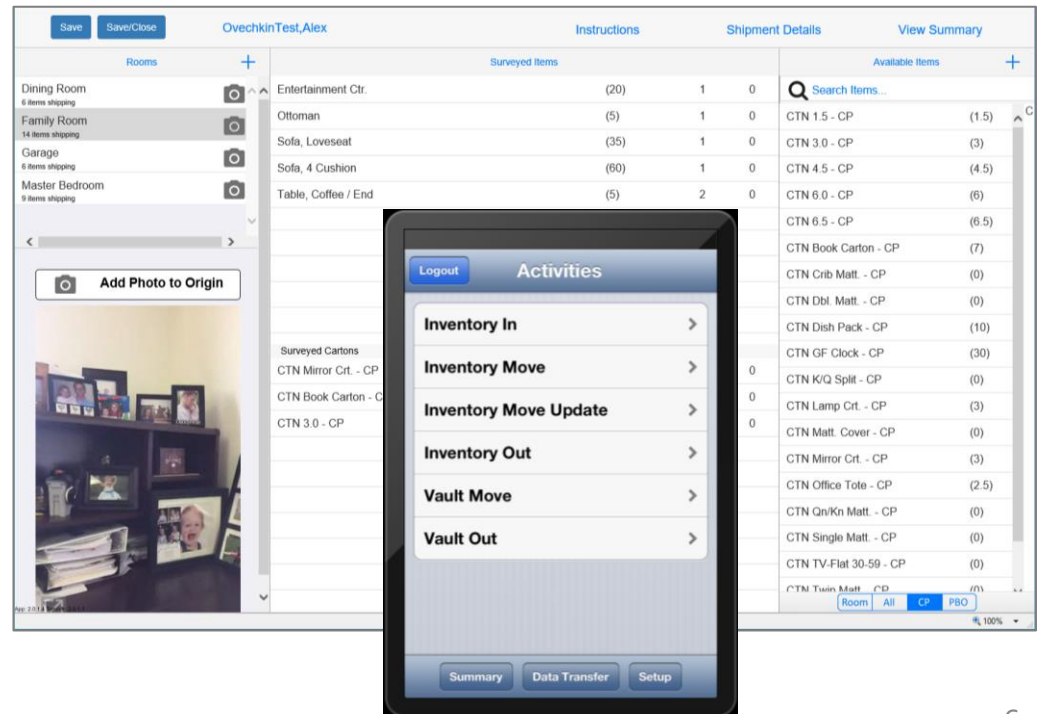 Save Save/Close OvechkinTest,Alex Instructions Shipment Details View Summary
Rooms + Surveyed Items Available Items +
Dining Room
6 items shipping
Family Room
14 items shipping
Garage
6 items shipping
Master Bedroom
9 items shipping
Add Photo to Origin
Entertainment Ctr. (20) 1 0
Ottoman (5) 1 0
Sofa, Loveseat (35) 1 0
Sofa, 4 Cushion (60) 1 0
Table, Coffee / End (5) 2 0
Surveyed Cartons
CTN Mirror Crt. - CP 0
CTN Book Carton - C 0
CTN 3.0 - CP 0
Search Items...
C
CTN 1.5 - CP (1.5)
CTN 3.0 - CP (3)
CTN 4.5 - CP (4.5)
CTN 6.0 - CP (6)
CTN 6.5 - CP (6.5)
CTN Book Carton - CP (7)
CTN Crib Matt. - CP (0)
CTN Dbl. Matt. - CP (0)
CTN Dish Pack - CP (10)
CTN GF Clock - CP (30)
CTN K/Q Split - CP (0)
CTN Lamp Crt. - CP (3)
CTN Matt. Cover - CP (0)
CTN Mirror Crt. - CP (3)
CTN Office Tote - CP (2.5)
CTN Qn/Kn Matt. - CP (0)
CTN Single Matt. - CP (0)
CTN TV-Flat 30-59 - CP (0)
CTN Twin Matt. CP (0)
Room All CP PBO
100%
Logout Activities
Inventory In
Inventory Move
Inventory Move Update
Inventory Out
Vault Move
Vault Out
Summary Data Transfer Setup